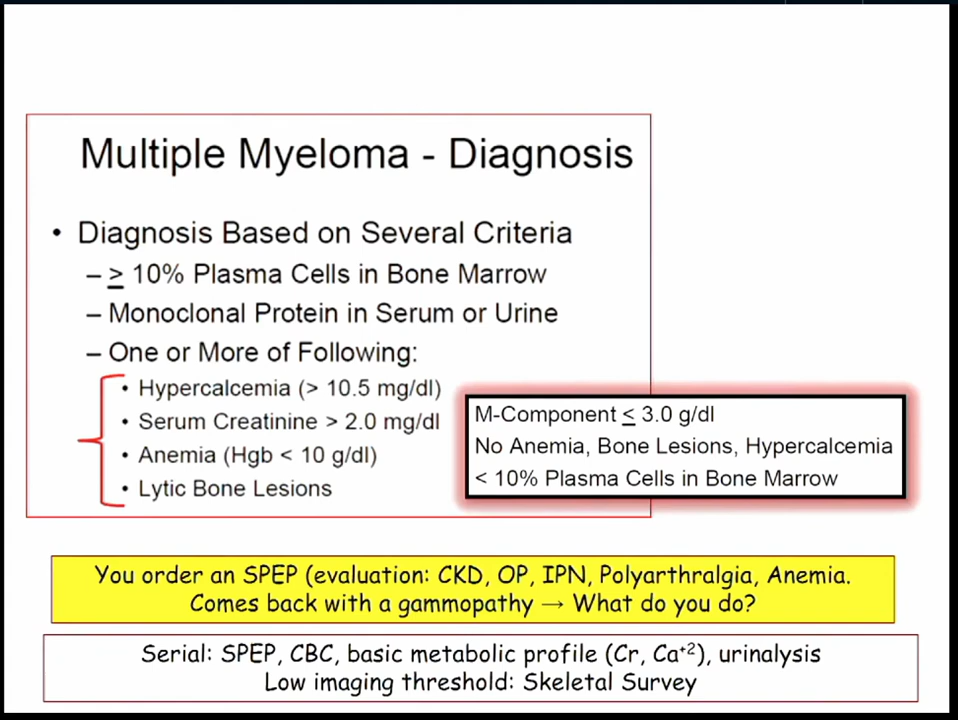 Multiple Myeloma - Diagnosis
• Diagnosis Based on Several Criteria
– ≥ 10% Plasma Cells in Bone Marrow
– Monoclonal Protein in Serum or Urine
– One or More of Following:
• Hypercalcemia (> 10.5 mg/dl)
• Serum Creatinine > 2.0 mg/dl
• Anemia (Hgb < 10 g/dl)
• Lytic Bone Lesions
M-Component ≤ 3.0 g/dl
No Anemia, Bone Lesions, Hypercalcemia
< 10% Plasma Cells in Bone Marrow
You order an SPEP (evaluation: CKD, OP, IPN, Polyarthralgia, Anemia.
Comes back with a gammopathy → What do you do?
Serial: SPEP, CBC, basic metabolic profile (Cr, Ca⁺²), urinalysis
Low imaging threshold: Skeletal Survey